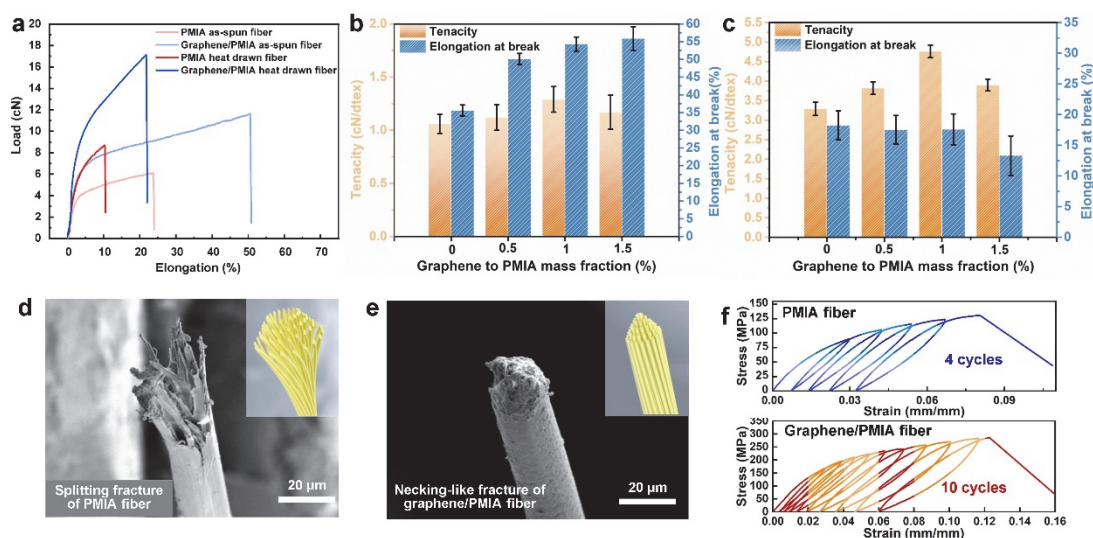 a
PMIA as-spun fiber
Graphene/PMIA as-spun fiber
PMIA heat drawn fiber
Graphene/PMIA heat drawn fiber
Load (cN)
20
18
16
14
12
10
8
6
4
2
0
0 10 20 30 40 50 60 70
Elongation (%)
b
Tenacity
Elongation at break
Tenacity (cN/dtex)
2.0
1.5
1.0
0.5
0.0
Elongation at break(%)
60
55
50
45
40
35
30
25
20
15
10
5
0
0 0.5 1 1.5
Graphene to PMIA mass fraction (%)
c
Tenacity
Elongation at break
Tenacity (cN/dtex)
5.5
5.0
4.5
4.0
3.5
3.0
2.5
2.0
1.5
1.0
0.5
0.0
Elongation at break (%)
35
30
25
20
15
10
5
0
0 0.5 1 1.5
Graphene to PMIA mass fraction (%)
d
Splitting fracture
of PMIA fiber
20 μm
e
Necking-like fracture of
graphene/PMIA fiber
20 μm
f
PMIA fiber
4 cycles
Stress (MPa)
150
125
100
75
50
25
0
0.00 0.03 0.06 0.09
Strain (mm/mm)
Graphene/PMIA fiber
10 cycles
Stress (MPa)
350
300
250
200
150
100
50
0
0.00 0.02 0.04 0.06 0.08 0.10 0.12 0.14 0.16
Strain (mm/mm)